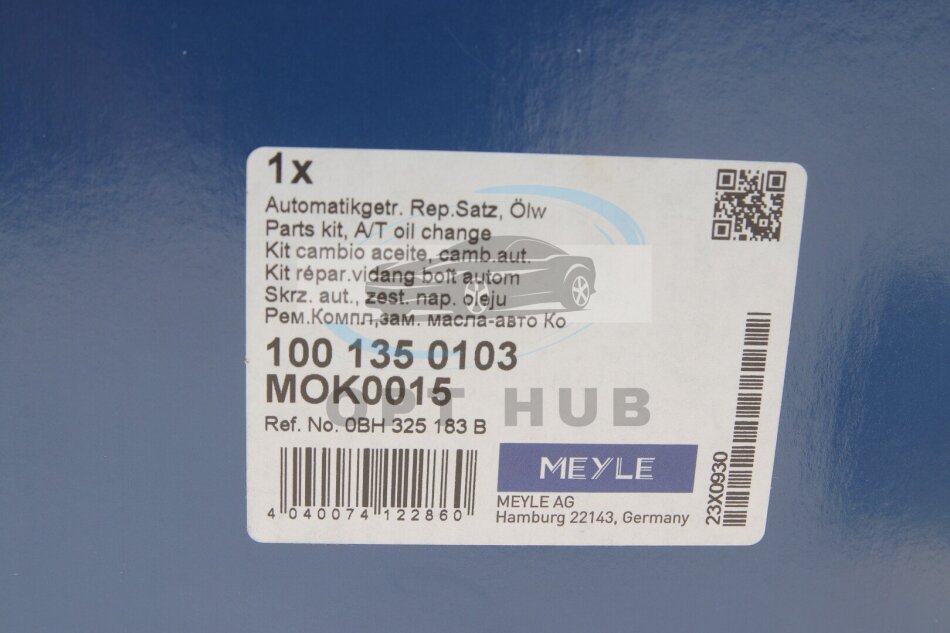 1x
Automatikgetr. Rep.Satz, Ölw
Parts kit, A/T oil change
Kit cambio aceite, camb.aut.
Kit répar.vidang boît autom
Skrz. aut., zest. nap. oleju
Рем.Компл,зам. масла-авто Ко
100 135 0103
MOK0015
OPT HUB
Ref. No. 0BH 325 183 B
MEYLE
4 040074 122860
MEYLE AG
Hamburg 22143, Germany
23X0930